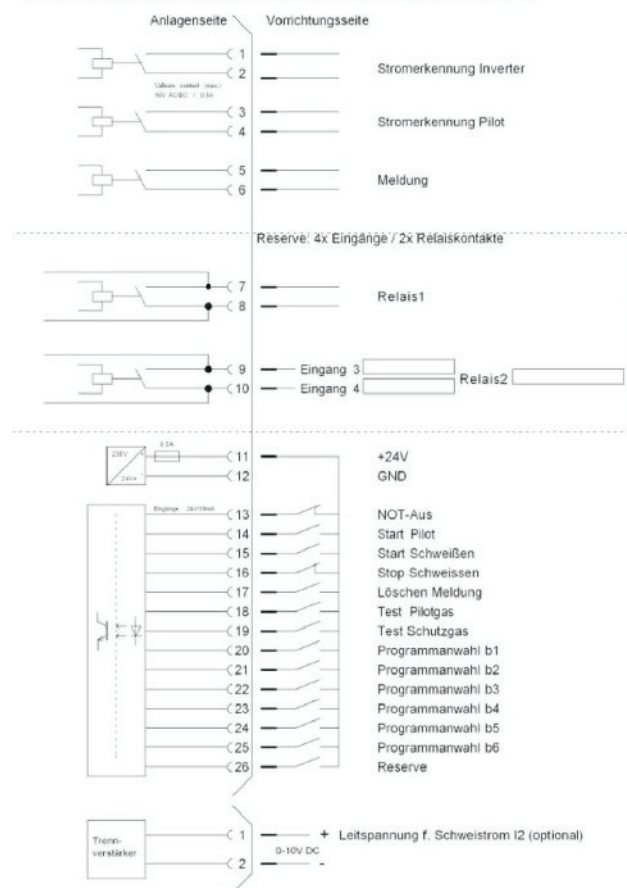 Anlagenseite Vorrichtungsseite
1
2 Stromerkennung Inverter
3
4 Stromerkennung Pilot
5
6 Meldung
Reserve: 4x Eingänge / 2x Relaiskontakte
7
8 Relais1
9 Eingang 3
10 Eingang 4 Relais2
0.5A
230V 11 +24V
24V= 12 GND
13 NOT-Aus
14 Start Pilot
15 Start Schweißen
16 Stop Schweissen
17 Löschen Meldung
18 Test Pilotgas
19 Test Schutzgas
20 Programmanwahl b1
21 Programmanwahl b2
22 Programmanwahl b3
23 Programmanwahl b4
24 Programmanwahl b5
25 Programmanwahl b6
26 Reserve
Trenn-
verstärker
1 + Leitspannung f. Schweistrom I2 (optional)
0-10V DC
2 -